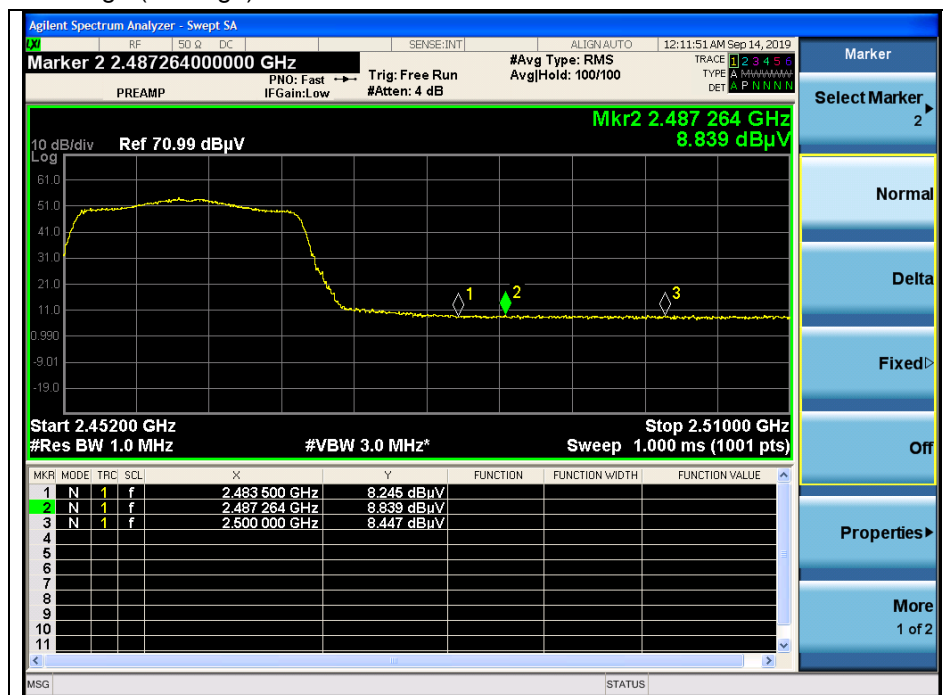 Agilent Spectrum Analyzer - Swept SA
LXI RF 50 Ω DC SENSE:INT ALIGN AUTO 12:11:51 AM Sep 14, 2019
Marker 2 2.487264000000 GHz #Avg Type: RMS TRACE 1 2 3 4 5 6
PNO: Fast Trig: Free Run Avg|Hold: 100/100 TYPE A M
PREAMP IFGain:Low #Atten: 4 dB DET A P N N N N
Mkr2 2.487 264 GHz
8.839 dBµV
10 dB/div Ref 70.99 dBµV
Log
61.0
51.0
41.0
31.0
21.0
11.0
0.990
-9.01
-19.0
1
2
3
Start 2.45200 GHz Stop 2.51000 GHz
#Res BW 1.0 MHz #VBW 3.0 MHz* Sweep 1.000 ms (1001 pts)
MKR MODE TRC SCL X Y FUNCTION FUNCTION WIDTH FUNCTION VALUE
1 N 1 f 2.483 500 GHz 8.245 dBµV
2 N 1 f 2.487 264 GHz 8.839 dBµV
3 N 1 f 2.500 000 GHz 8.447 dBµV
4
5
6
7
8
9
10
11
MSG STATUS
Marker
Select Marker
2
Normal
Delta
Fixed
Off
Properties
More
1 of 2